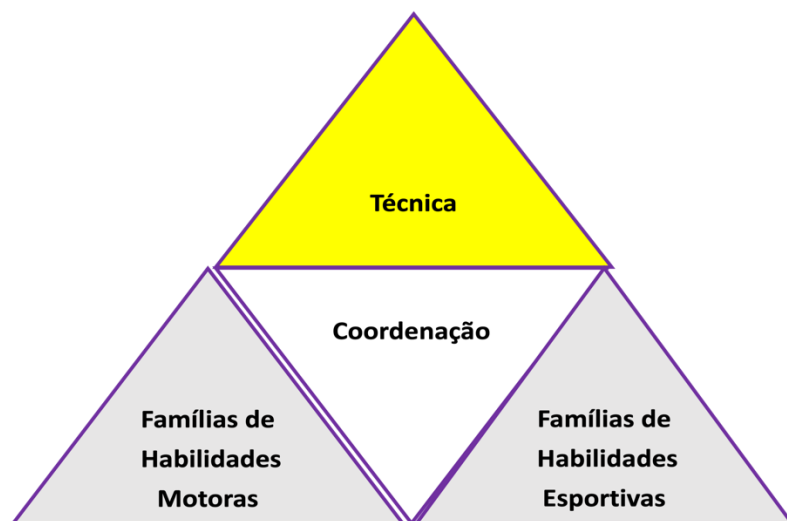 Técnica
Coordenação
Famílias de
Habilidades
Motoras
Famílias de
Habilidades
Esportivas